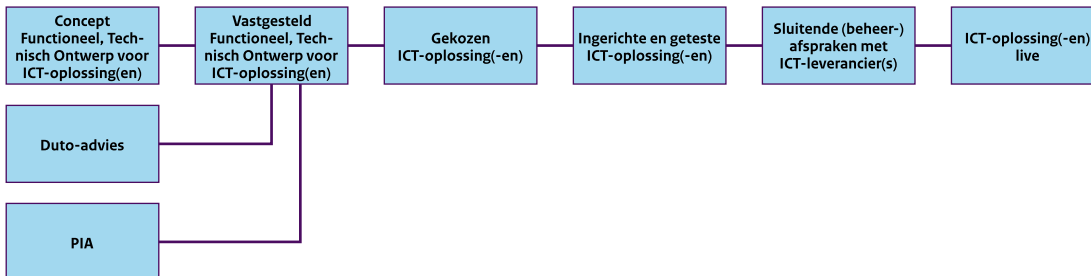 Concept
Functioneel, Tech-
nisch Ontwerp voor
ICT-oplossing(en)
Vastgesteld
Functioneel, Tech-
nisch Ontwerp voor
ICT-oplossing(en)
Gekozen
ICT-oplossing(-en)
Ingerichte en geteste
ICT-oplossing(-en)
Sluitende (beheer-)
afspraken met
ICT-leverancier(s)
ICT-oplossing(-en)
live
Duto-advies
PIA